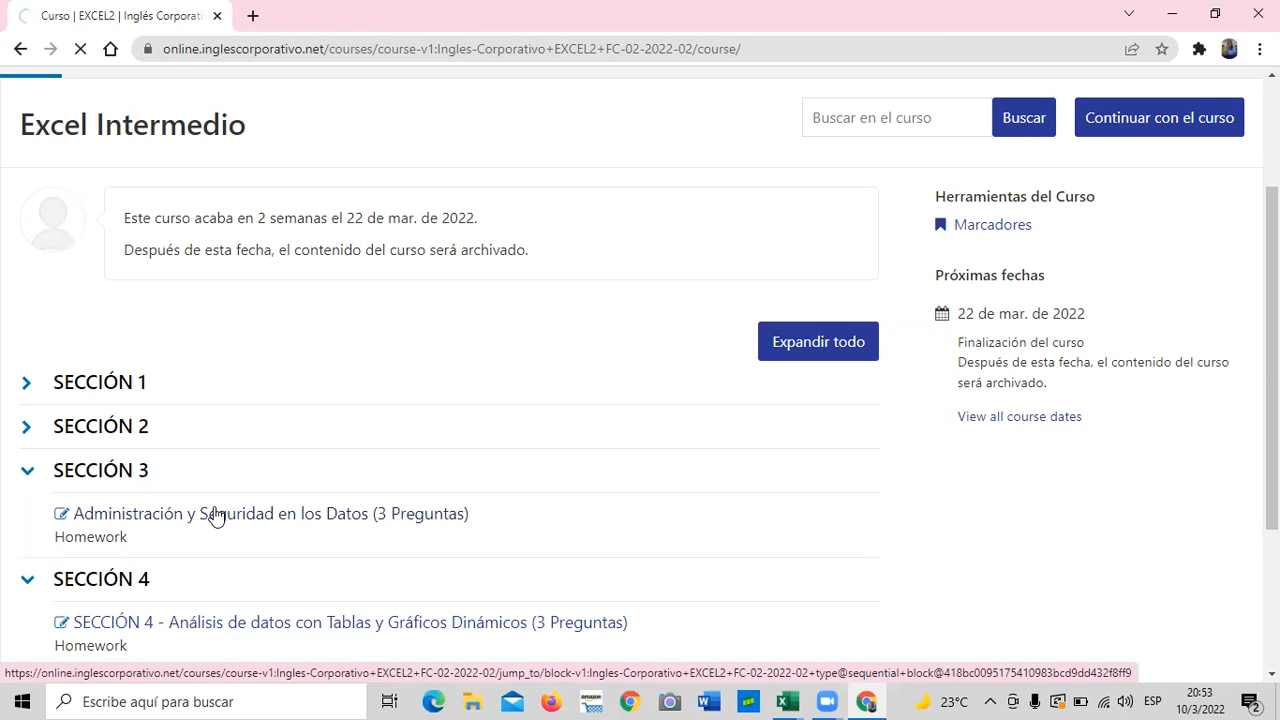 Curso | EXCEL2 | Inglés Corporati
online.inglescorporativo.net/courses/course-v1:Ingles-Corporativo+EXCEL2+FC-02-2022-02/course/
Excel Intermedio
Buscar en el curso
Buscar
Continuar con el curso
Este curso acaba en 2 semanas el 22 de mar. de 2022.
Después de esta fecha, el contenido del curso será archivado.
Herramientas del Curso
Marcadores
Próximas fechas
22 de mar. de 2022
Finalización del curso
Después de esta fecha, el contenido del curso
será archivado.
View all course dates
Expandir todo
SECCIÓN 1
SECCIÓN 2
SECCIÓN 3
Administración y Seguridad en los Datos (3 Preguntas)
Homework
SECCIÓN 4
SECCIÓN 4 - Análisis de datos con Tablas y Gráficos Dinámicos (3 Preguntas)
Homework
https://online.inglescorporativo.net/courses/course-v1:Ingles-Corporativo+EXCEL2+FC-02-2022-02/jump_to/block-v1:Ingles-Corporativo+EXCEL2+FC-02-2022-02+type@sequential+block@418bc0095175410983bcd9dd432f8ff9
Escribe aquí para buscar
amazon
23°C
ESP
20:53
10/3/2022
2